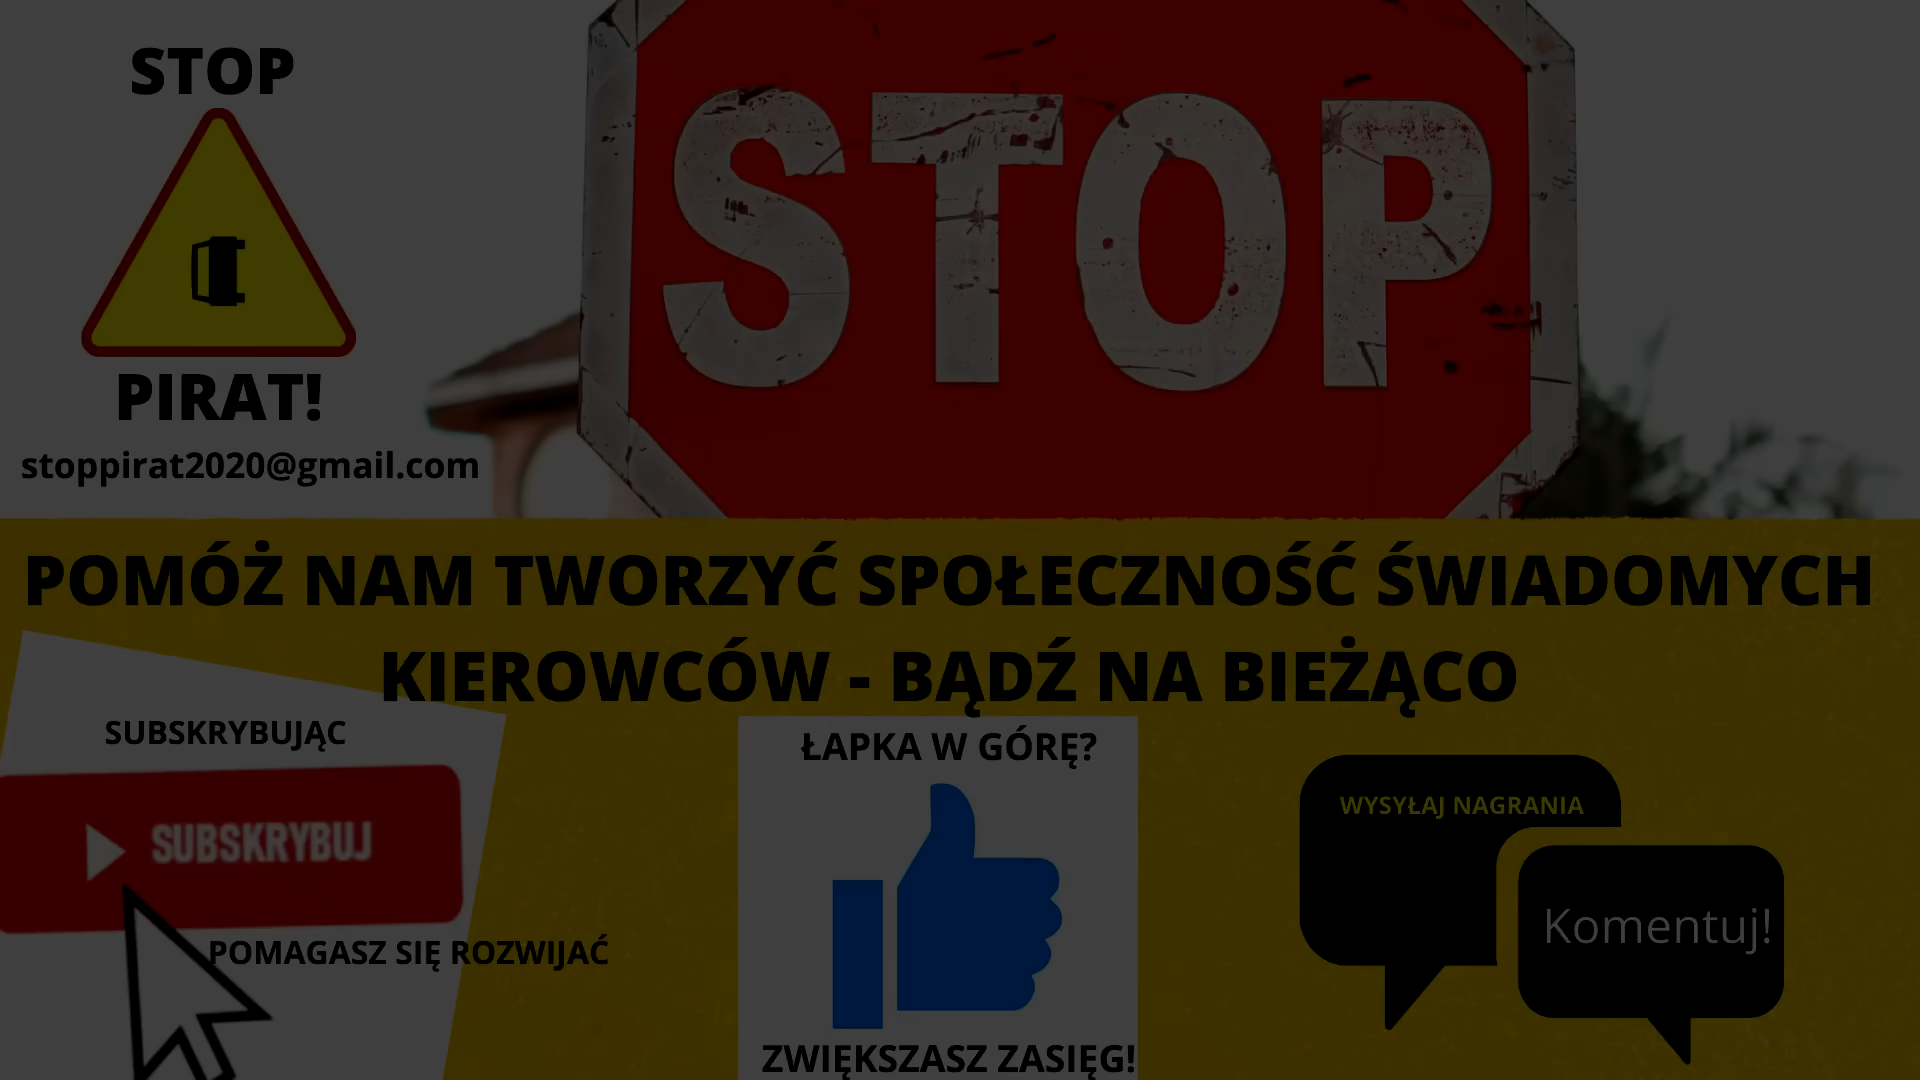 STOP
PIRAT!
stoppirat2020@gmail.com
STOP
POMÓŻ NAM TWORZYĆ SPOŁECZNOŚĆ ŚWIADOMYCH
KIEROWCÓW - BĄDŹ NA BIEŻĄCO
SUBSKRYBUJĄC
SUBSKRYBUJ
POMAGASZ SIĘ ROZWIJAĆ
ŁAPKA W GÓRĘ?
ZWIĘKSZASZ ZASIĘG!
WYSYŁAJ NAGRANIA
Komentuj!